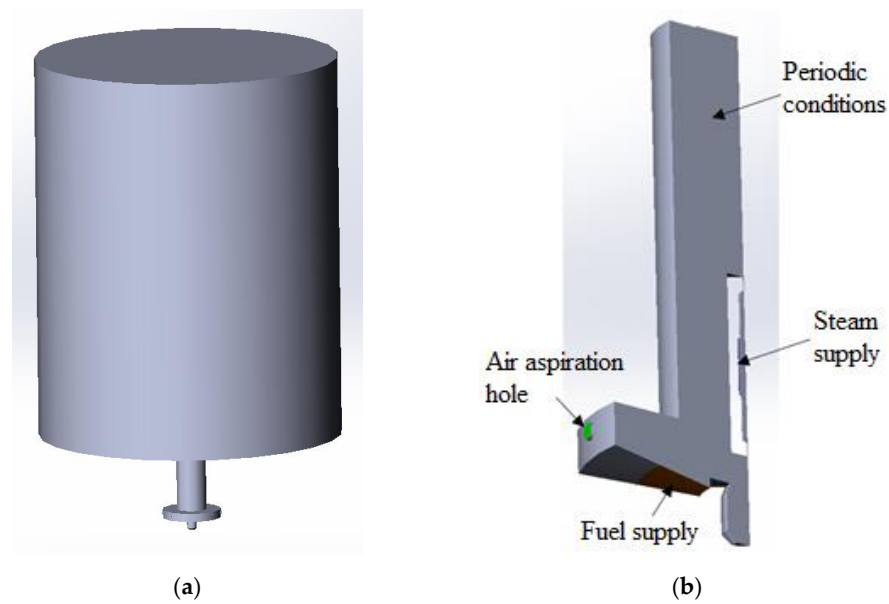 Periodic
conditions
Steam
supply
Air aspiration
hole
Fuel supply
(a)
(b)